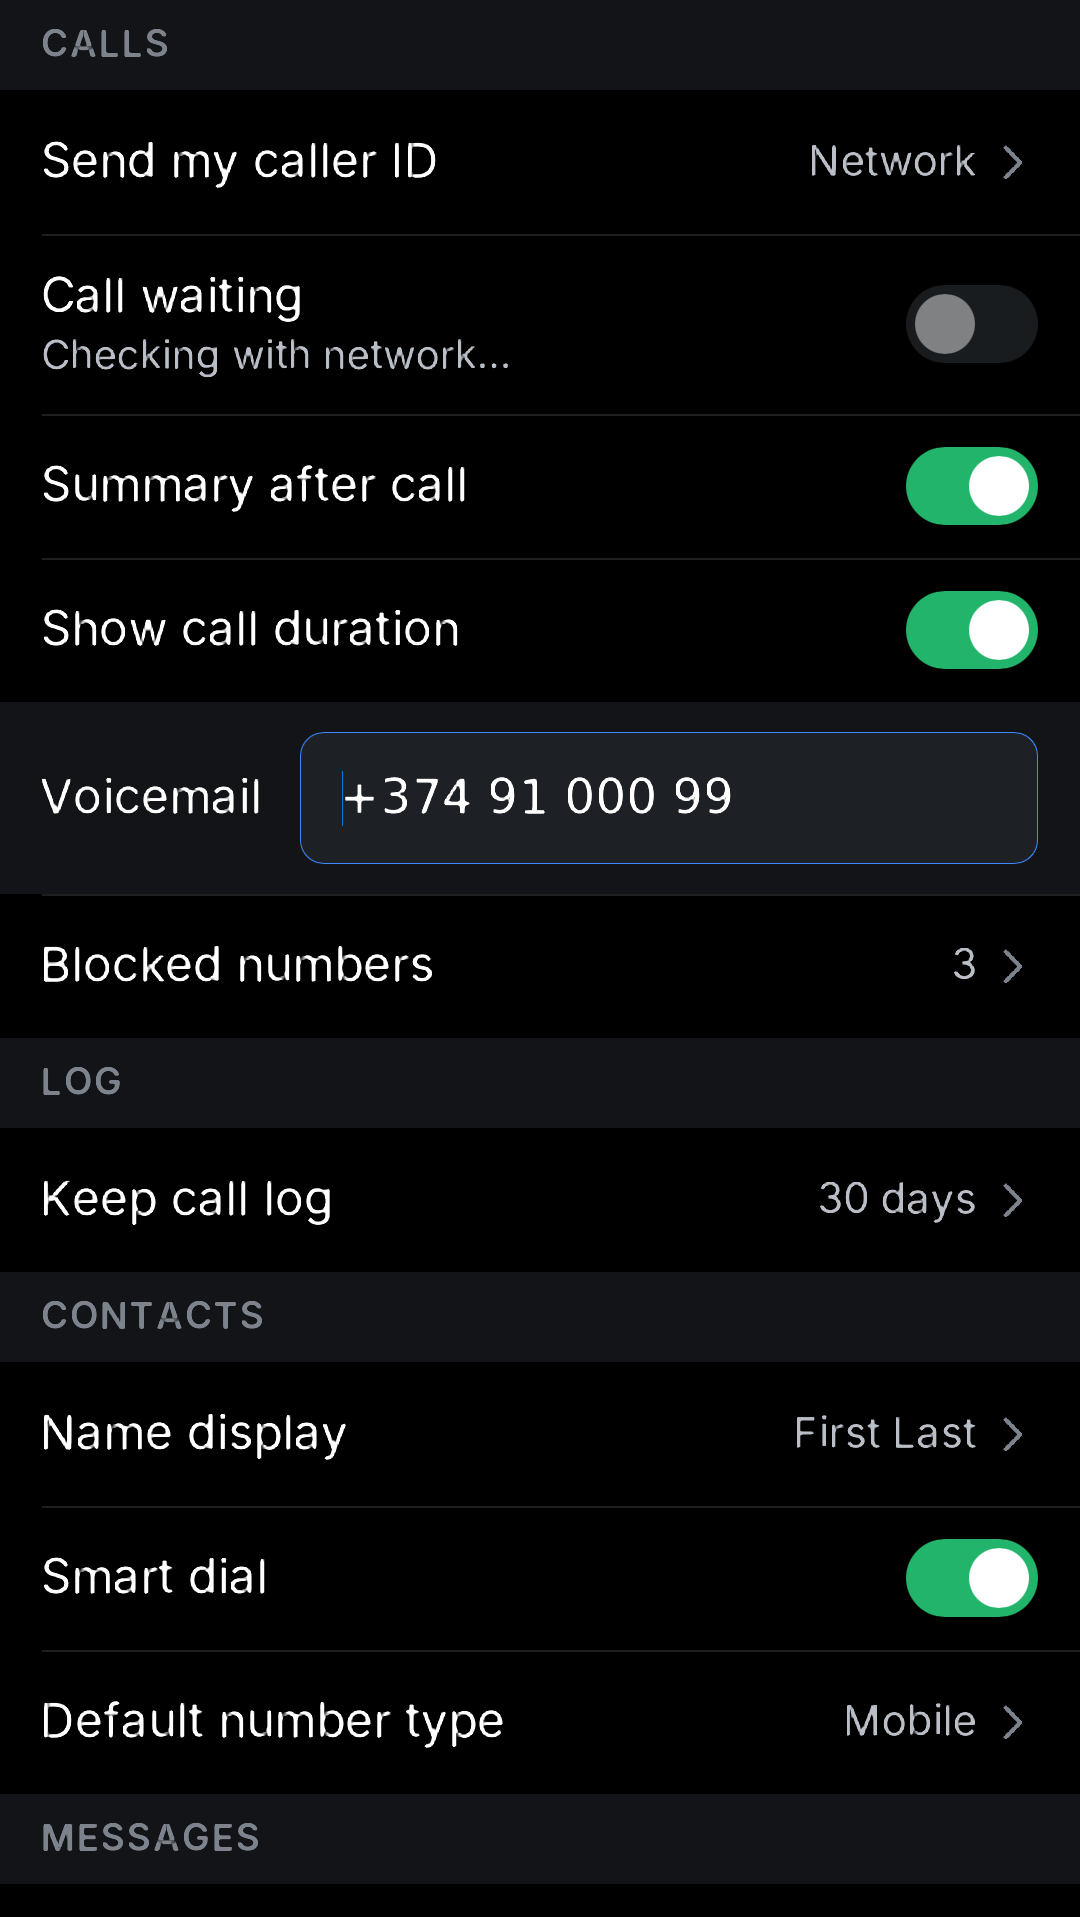 CALLS
Send my caller ID
Network
Call waiting
Checking with network...
Summary after call
Show call duration
Voicemail
+374 91 000 99
Blocked numbers
3
LOG
Keep call log
30 days
CONTACTS
Name display
First Last
Smart dial
Default number type
Mobile
MESSAGES